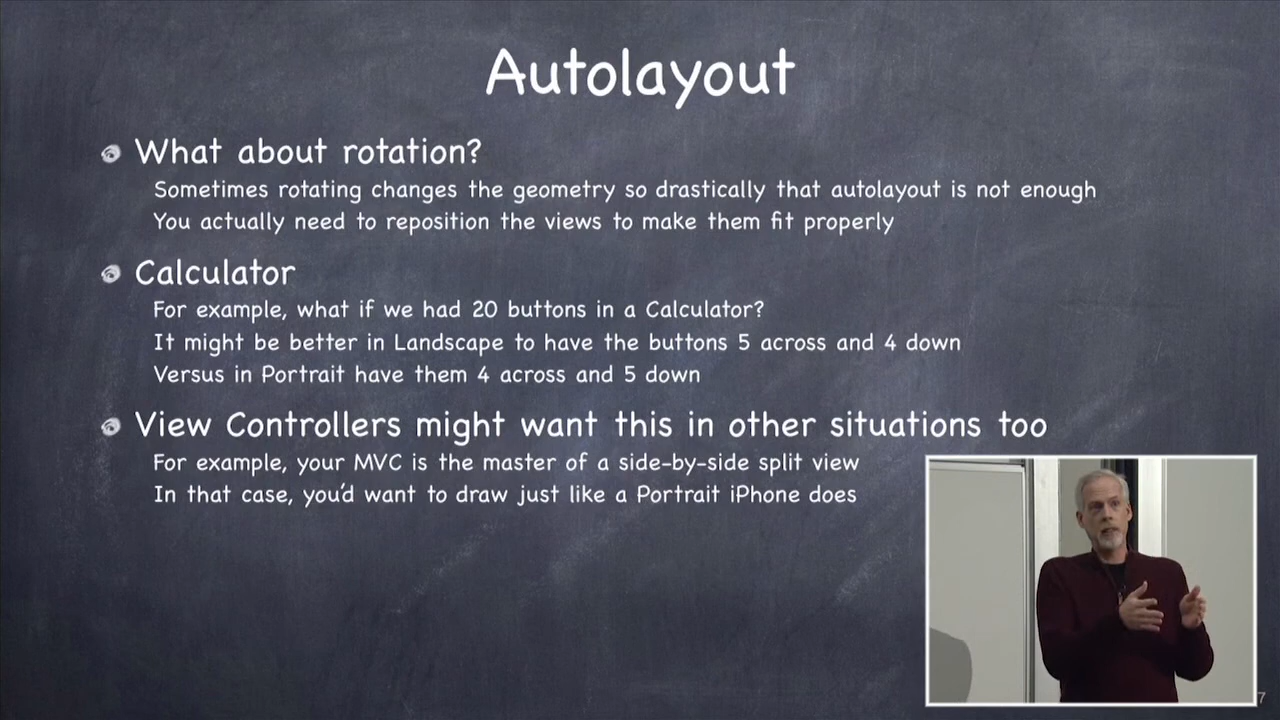 Autolayout
What about rotation?
Sometimes rotating changes the geometry so drastically that autolayout is not enough
You actually need to reposition the views to make them fit properly
Calculator
For example, what if we had 20 buttons in a Calculator?
It might be better in Landscape to have the buttons 5 across and 4 down
Versus in Portrait have them 4 across and 5 down
View Controllers might want this in other situations too
For example, your MVC is the master of a side-by-side split view
In that case, you'd want to draw just like a Portrait iPhone does
7